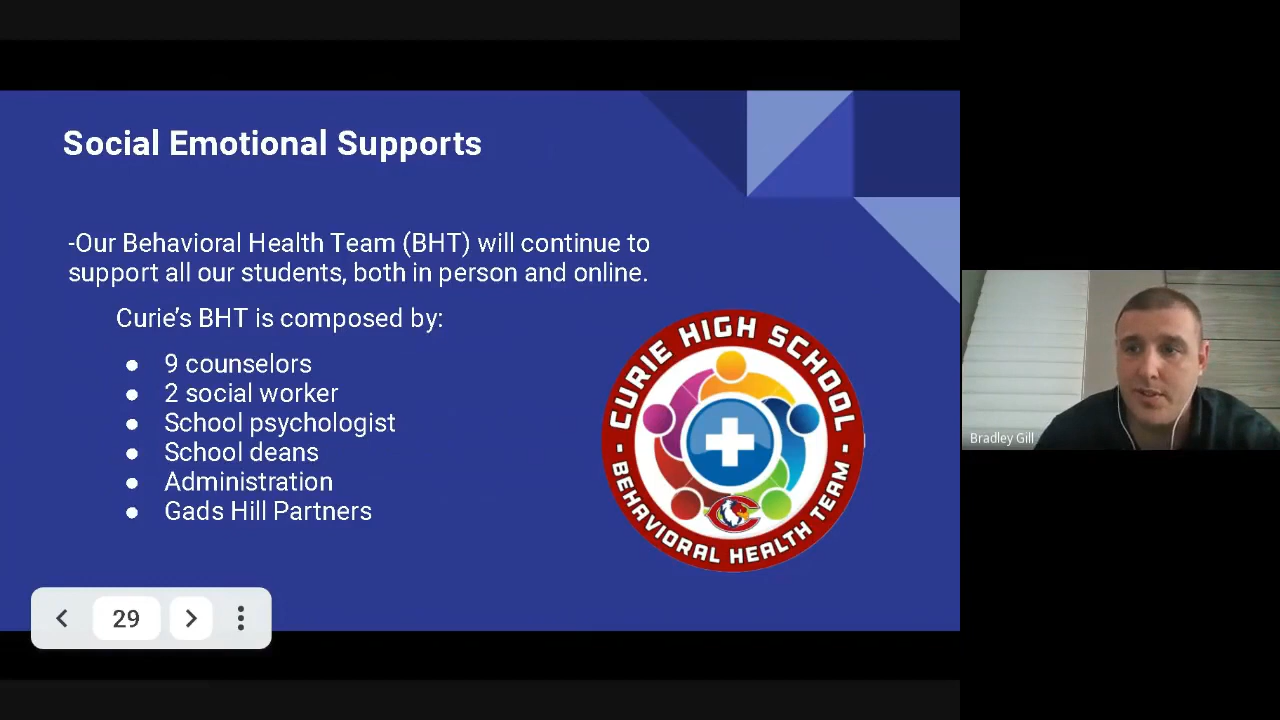 Social Emotional Supports
-Our Behavioral Health Team (BHT) will continue to
support all our students, both in person and online.
Curie's BHT is composed by:
● 9 counselors
● 2 social worker
● School psychologist
● School deans
● Administration
● Gads Hill Partners
CURIE HIGH SCHOOL
- BEHAVIORAL HEALTH TEAM -
29
Bradley Gill